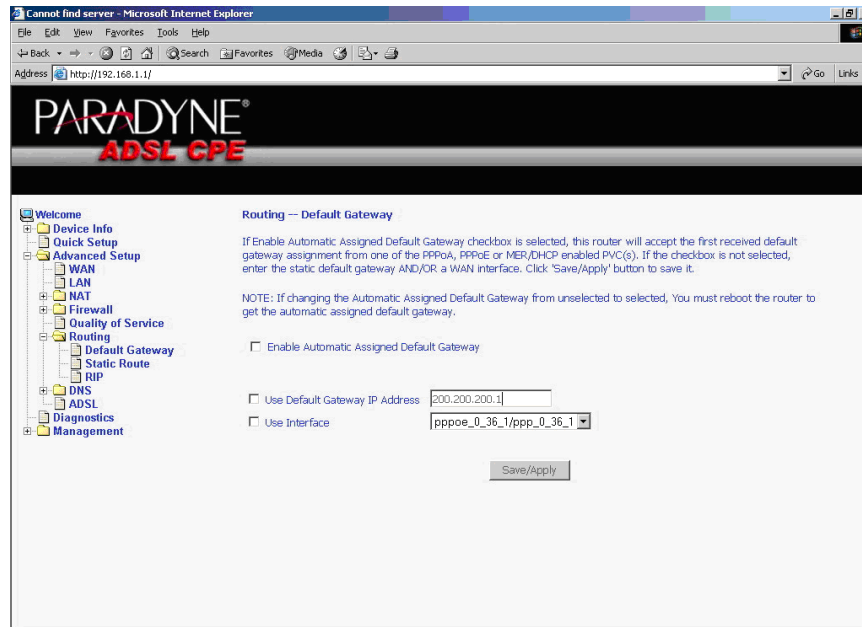 Cannot find server - Microsoft Internet Explorer
File Edit View Favorites Tools Help
Back Search Favorites Media
Address http://192.168.1.1/ Go Links
PARADYNE®
ADSL CPE
Welcome
Device Info
Quick Setup
Advanced Setup
WAN
LAN
NAT
Firewall
Quality of Service
Routing
Default Gateway
Static Route
RIP
DNS
ADSL
Diagnostics
Management
Routing -- Default Gateway
If Enable Automatic Assigned Default Gateway checkbox is selected, this router will accept the first received default
gateway assignment from one of the PPPoA, PPPoE or MER/DHCP enabled PVC(s). If the checkbox is not selected,
enter the static default gateway AND/OR a WAN interface. Click 'Save/Apply' button to save it.
NOTE: If changing the Automatic Assigned Default Gateway from unselected to selected, You must reboot the router to
get the automatic assigned default gateway.
Enable Automatic Assigned Default Gateway
Use Default Gateway IP Address 200.200.200.1
Use Interface pppoe_0_36_1/ppp_0_36_1
Save/Apply